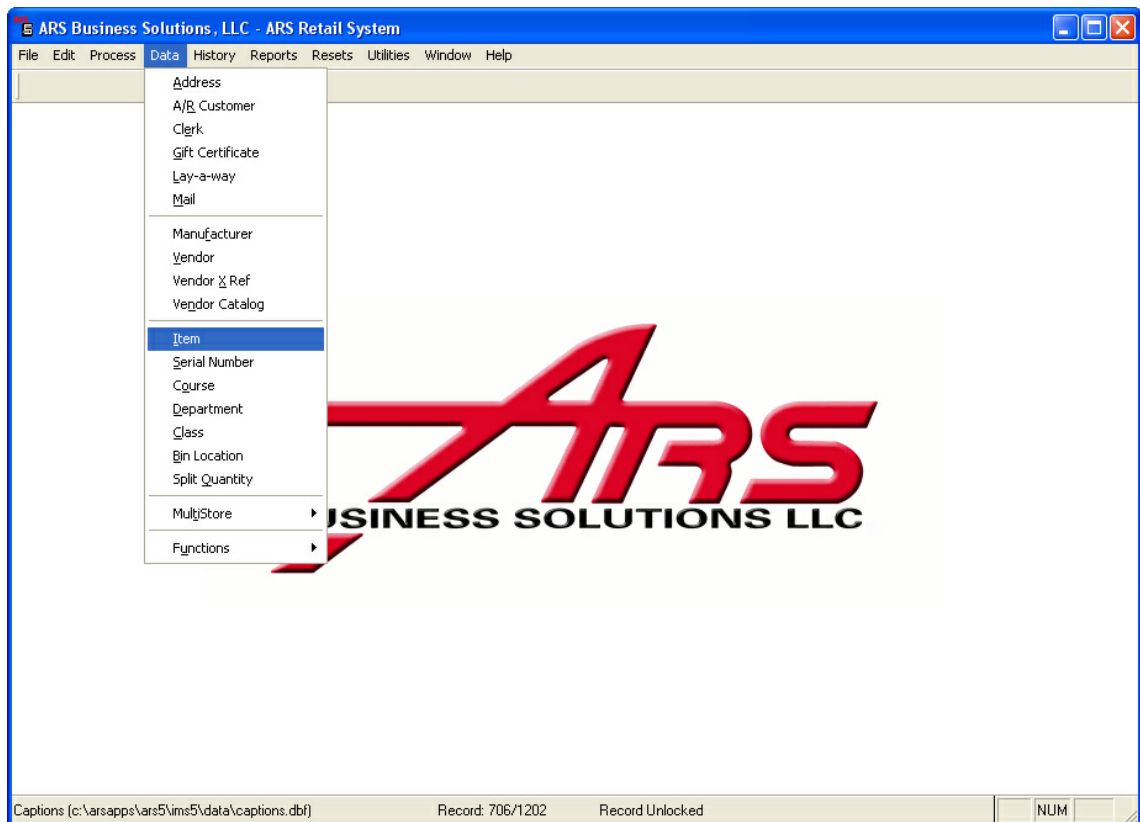 ARS Business Solutions, LLC - ARS Retail System
File Edit Process Data History Reports Resets Utilities Window Help
Address
A/R Customer
Clerk
Gift Certificate
Lay-a-way
Mail
Manufacturer
Vendor
Vendor X Ref
Vendor Catalog
Item
Serial Number
Course
Department
Class
Bin Location
Split Quantity
MultiStore
Functions
ARS
USINESS SOLUTIONS LLC
Captions (c:\arsapps\ars5\ims5\data\captions.dbf) Record: 706/1202 Record Unlocked NUM